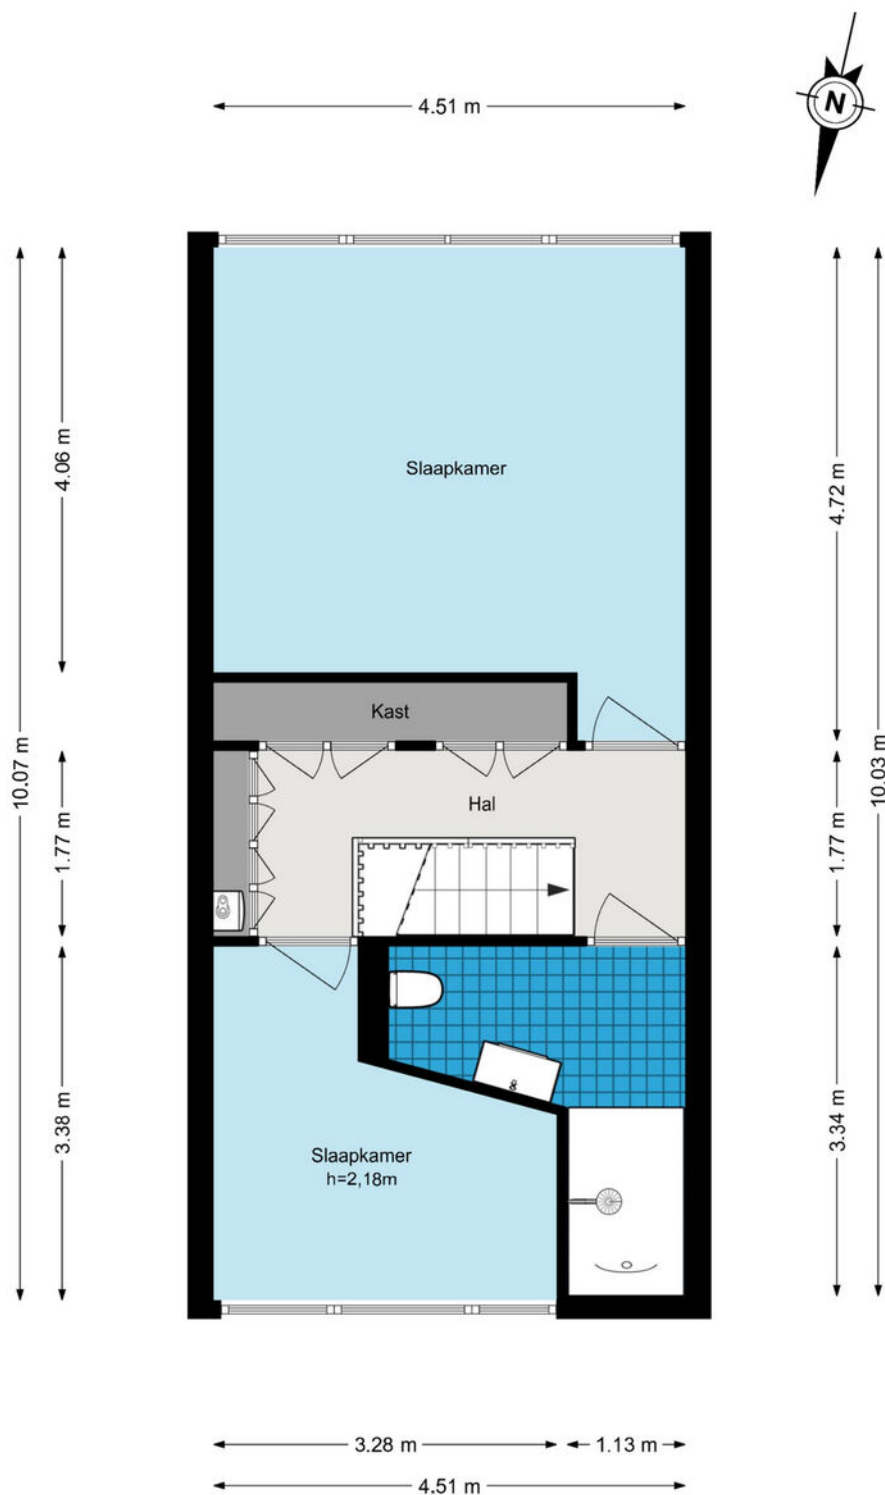 4.51 m
N
4.06 m
4.72 m
Slaapkamer
Kast
10.07 m
10.03 m
1.77 m
Hal
1.77 m
3.38 m
3.34 m
Slaapkamer
h=2,18m
3.28 m
1.13 m
4.51 m